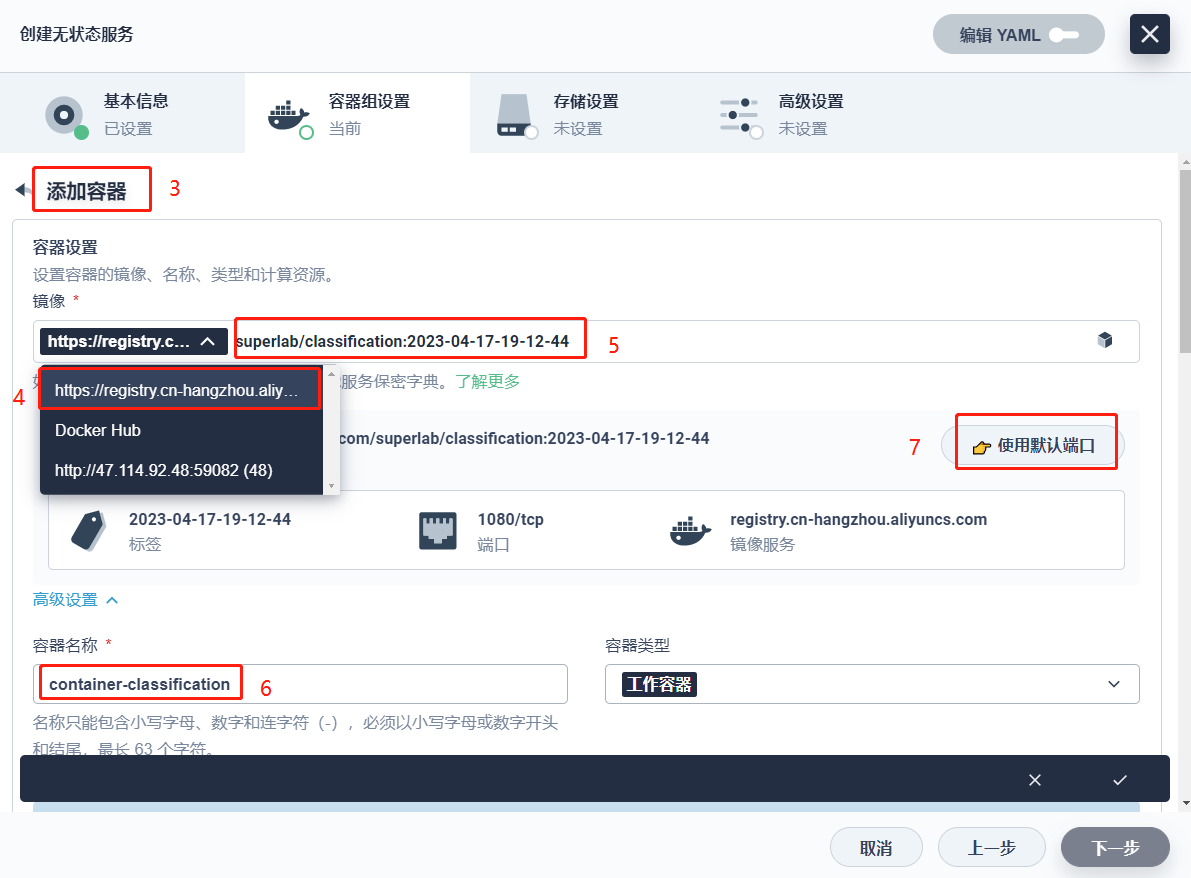 创建无状态服务
编辑 YAML
基本信息
已设置
容器组设置
当前
存储设置
未设置
高级设置
未设置
添加容器
3
容器设置
设置容器的镜像、名称、类型和计算资源。
镜像 *
https://registry.c...
superlab/classification:2023-04-17-19-12-44
5
4
https://registry.cn-hangzhou.aliy...
服务保密字典。了解更多
Docker Hub
com/superlab/classification:2023-04-17-19-12-44
7
使用默认端口
http://47.114.92.48:59082 (48)
2023-04-17-19-12-44
标签
1080/tcp
端口
registry.cn-hangzhou.aliyuncs.com
镜像服务
高级设置
容器名称 *
容器类型
container-classification
6
工作容器
名称只能包含小写字母、数字和连字符（-），必须以小写字母或数字开头
和结尾，最长 63 个字符。
取消
上一步
下一步